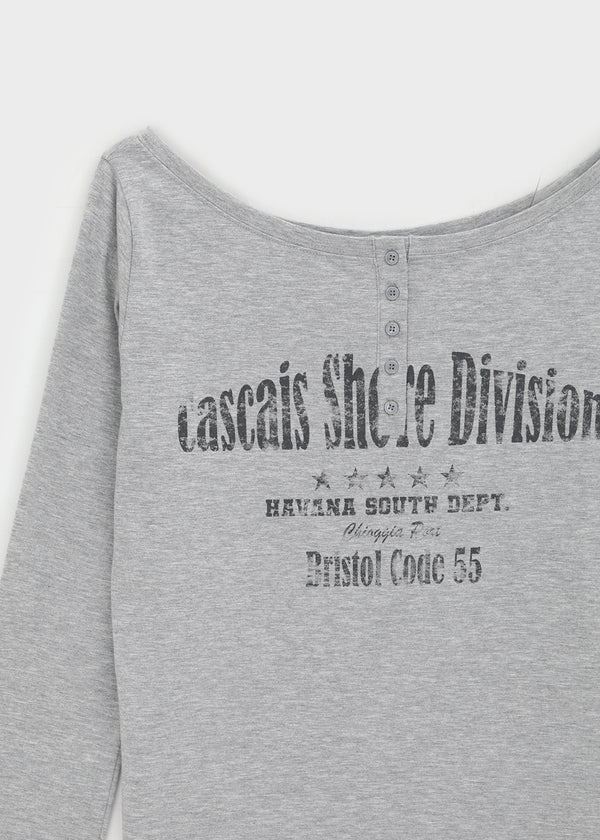 Cascais Shore Division
HAVANA SOUTH DEPT.
Chioggia Port
Bristol Code 55